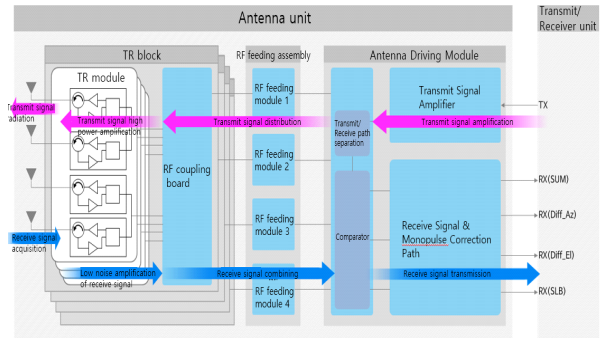 Antenna unit
Transmit/
Receiver unit
TR block
RF feeding assembly
Antenna Driving Module
TR module
RF feeding
module 1
Transmit Signal
Amplifier
TX
Transmit signal
adiation
Transmit signal high
power amplification
Transmit signal distribution
Transmit/
Receive path
separation
Transmit signal amplification
RF coupling
board
RF feeding
module 2
RX(SUM)
RF feeding
module 3
Comparator
Receive Signal &
Monopulse Correction
Path
RX(Diff_Az)
Receive signal
acquisition
RX(Diff_El)
Low noise amplification
of receive signal
Receive signal combining
Receive signal transmission
RF feeding
module 4
RX(SLB)